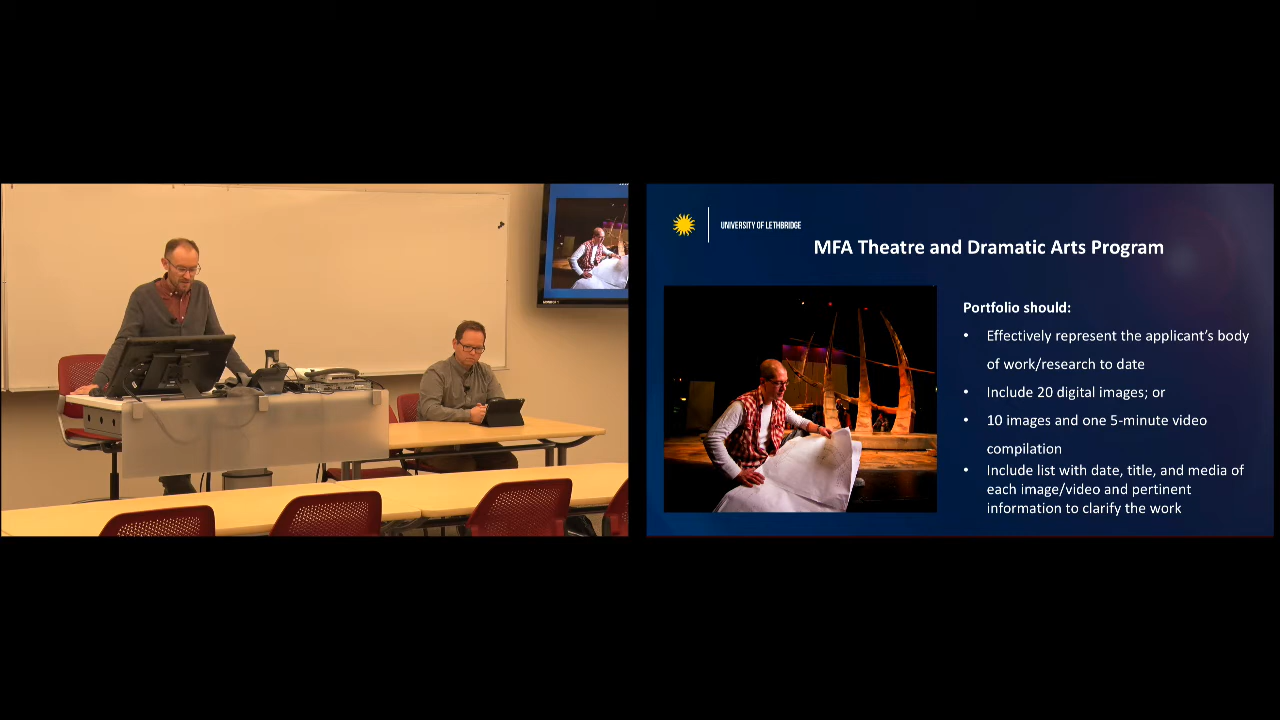 UNIVERSITY OF LETHBRIDGE
MFA Theatre and Dramatic Arts Program
Portfolio should:
• Effectively represent the applicant's body
of work/research to date
• Include 20 digital images; or
• 10 images and one 5-minute video
compilation
• Include list with date, title, and media of
each image/video and pertinent
information to clarify the work